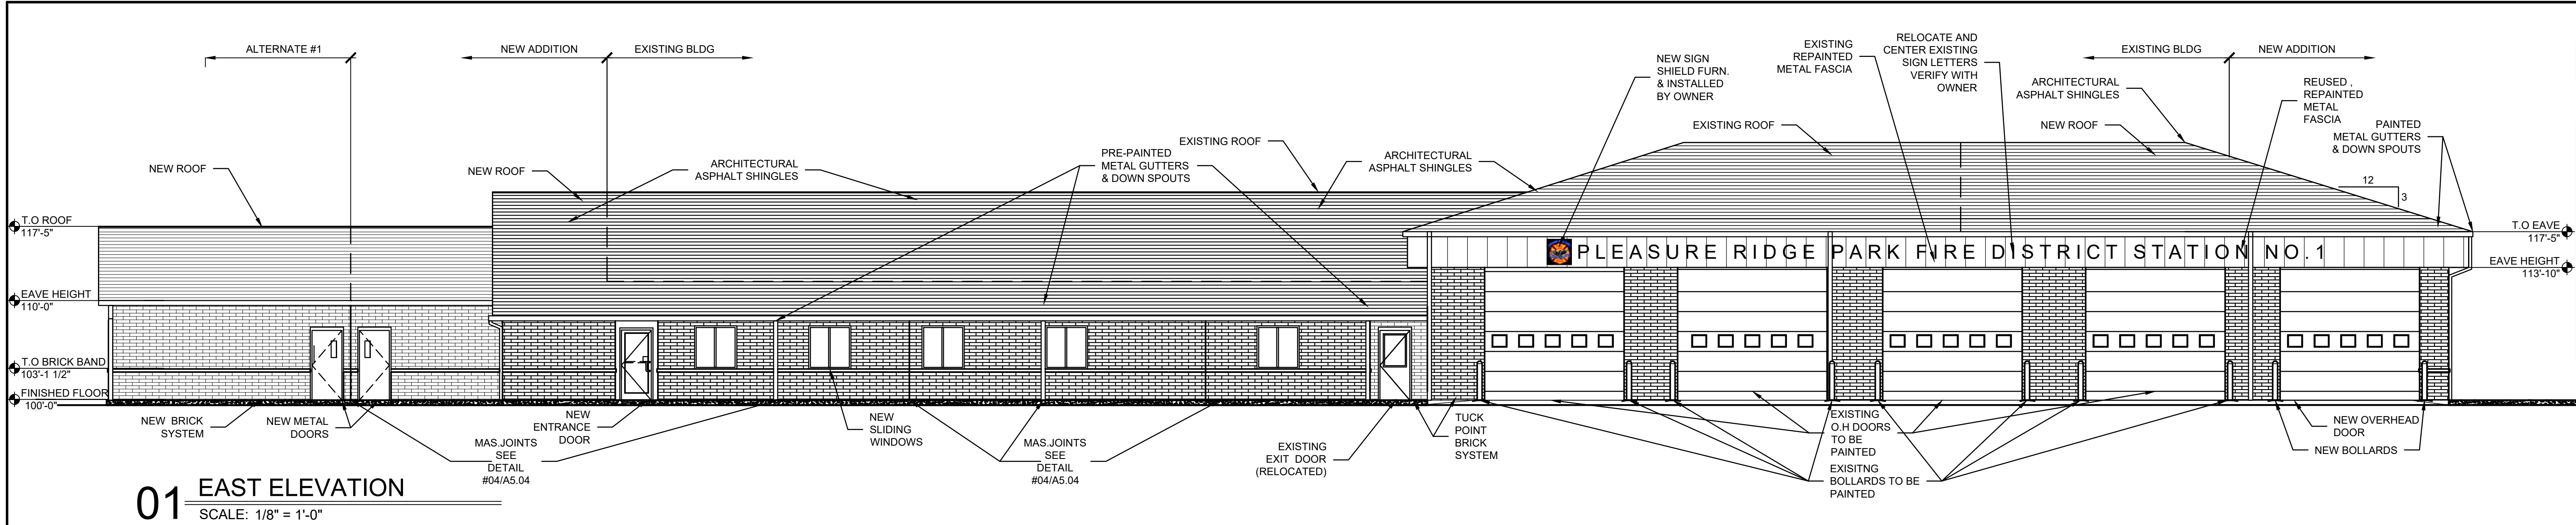 ALTERNATE #1
NEW ADDITION
EXISTING BLDG
NEW SIGN
SHIELD FURN.
& INSTALLED
BY OWNER
EXISTING
REPAINTED
METAL FASCIA
RELOCATE AND
CENTER EXISTING
SIGN LETTERS
VERIFY WITH
OWNER
EXISTING BLDG
NEW ADDITION
ARCHITECTURAL
ASPHALT SHINGLES
REUSED ,
REPAINTED
METAL
FASCIA
PAINTED
METAL GUTTERS
& DOWN SPOUTS
NEW ROOF
NEW ROOF
ARCHITECTURAL
ASPHALT SHINGLES
PRE-PAINTED
METAL GUTTERS
& DOWN SPOUTS
EXISTING ROOF
ARCHITECTURAL
ASPHALT SHINGLES
EXISTING ROOF
NEW ROOF
12
3
T.O ROOF
117'-5"
EAVE HEIGHT
110'-0"
T.O BRICK BAND
103'-1 1/2"
FINISHED FLOOR
100'-0"
PLEASURE RIDGE PARK FIRE DISTRICT STATION NO.1
T.O EAVE
117'-5"
EAVE HEIGHT
113'-10"
NEW BRICK
SYSTEM
NEW METAL
DOORS
MAS.JOINTS
SEE
DETAIL
#04/A5.04
NEW
ENTRANCE
DOOR
NEW
SLIDING
WINDOWS
MAS.JOINTS
SEE
DETAIL
#04/A5.04
EXISTING
EXIT DOOR
(RELOCATED)
TUCK
POINT
BRICK
SYSTEM
EXISTING
O.H DOORS
TO BE
PAINTED
EXISITNG
BOLLARDS TO BE
PAINTED
NEW OVERHEAD
DOOR
NEW BOLLARDS
01 EAST ELEVATION
SCALE: 1/8" = 1'-0"